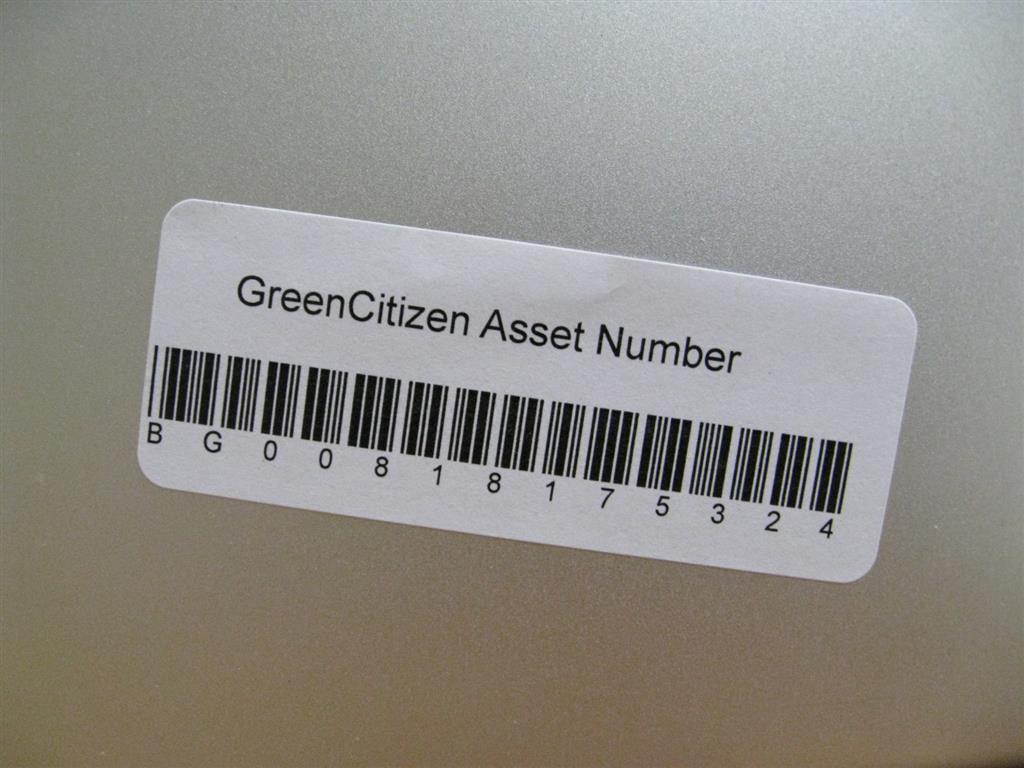 GreenCitizen Asset Number
B G 0 0 8 1 8 1 7 5 3 2 4